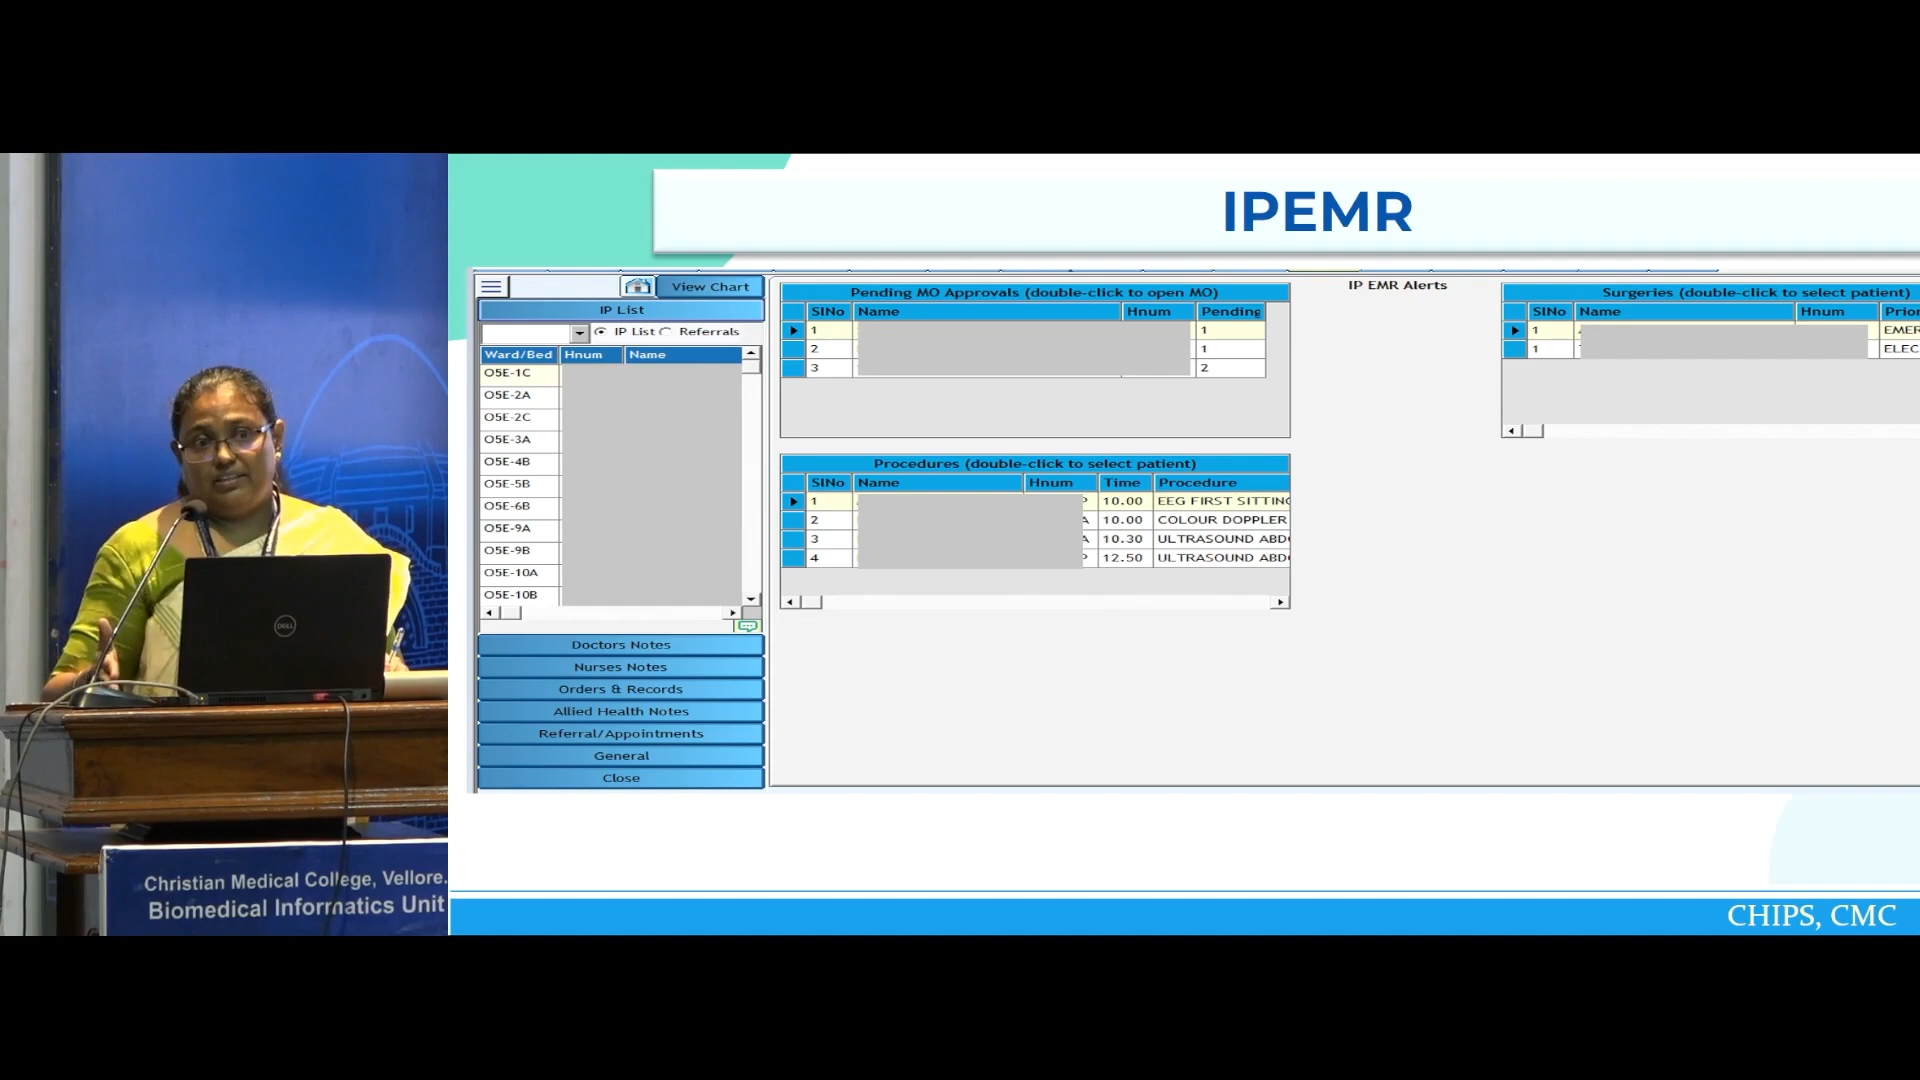 IPEMR
View Chart
IP List
IP List Referrals
Ward/Bed Hnum Name
O5E-1C
O5E-2A
O5E-2C
O5E-3A
O5E-4B
O5E-5B
O5E-6B
O5E-9A
O5E-9B
O5E-10A
O5E-10B
Doctors Notes
Nurses Notes
Orders & Records
Allied Health Notes
Referral/Appointments
General
Close
Pending MO Approvals (double-click to open MO)
SlNo Name Hnum Pending
1 1
2 1
3 2
IP EMR Alerts
Surgeries (double-click to select patient)
SlNo Name Hnum Prior
1 EMER
1 ELEC
Procedures (double-click to select patient)
SlNo Name Hnum Time Procedure
1 P 10.00 EEG FIRST SITTING
2 A 10.00 COLOUR DOPPLER
3 A 10.30 ULTRASOUND ABD
4 P 12.50 ULTRASOUND ABD
DELL
Christian Medical College, Vellore.
Biomedical Informatics Unit
CHIPS, CMC